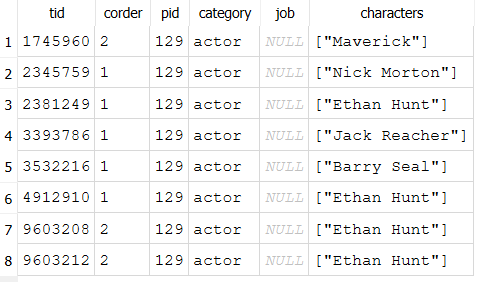 tid corder pid category job characters
1 1745960 2 129 actor NULL ["Maverick"]
2 2345759 1 129 actor NULL ["Nick Morton"]
3 2381249 1 129 actor NULL ["Ethan Hunt"]
4 3393786 1 129 actor NULL ["Jack Reacher"]
5 3532216 1 129 actor NULL ["Barry Seal"]
6 4912910 1 129 actor NULL ["Ethan Hunt"]
7 9603208 2 129 actor NULL ["Ethan Hunt"]
8 9603212 2 129 actor NULL ["Ethan Hunt"]